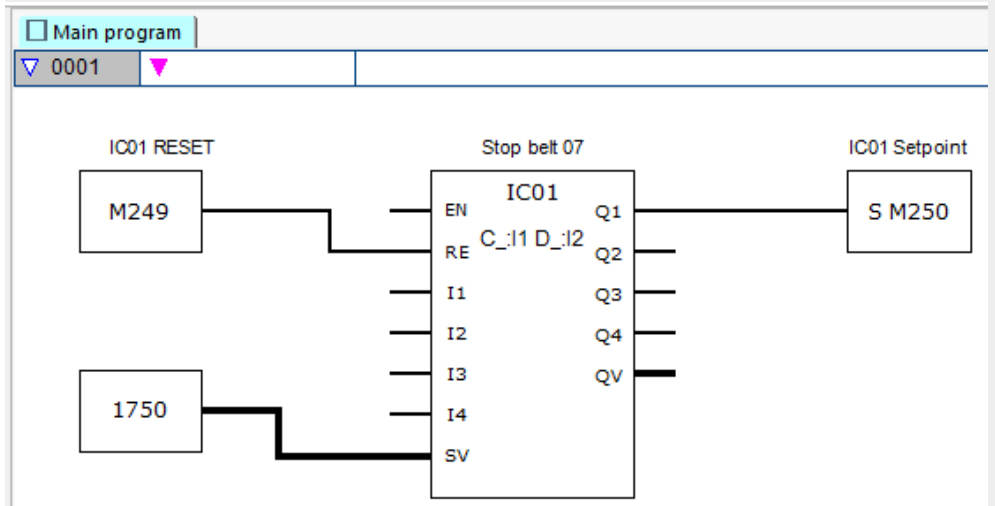 Main program
0001
IC01 RESET
Stop belt 07
IC01 Setpoint
M249
IC01
S M250
EN
Q1
C_:I1 D_:I2
RE
Q2
I1
Q3
I2
Q4
I3
QV
1750
I4
SV